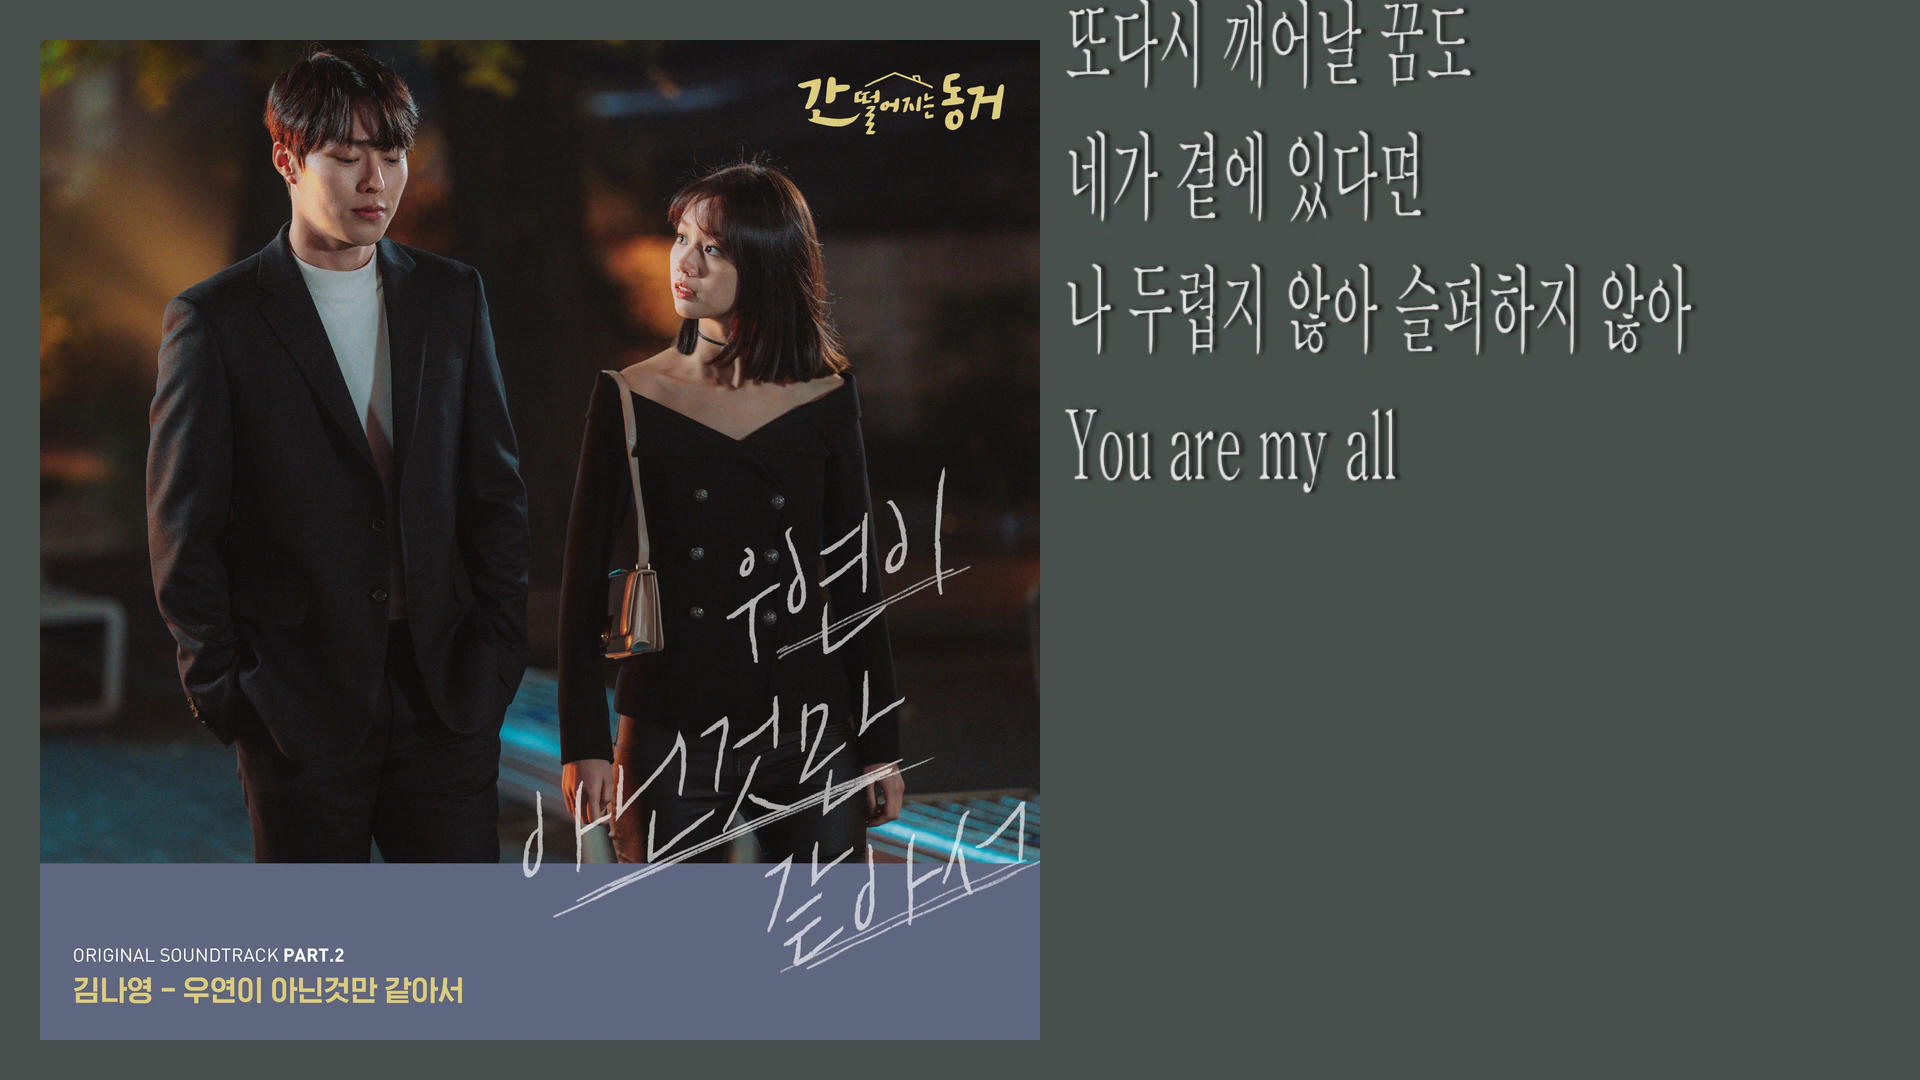 간 떨어지는 동거
우연이
아닌것만
같아서
ORIGINAL SOUNDTRACK PART.2
김나영 - 우연이 아닌것만 같아서
또다시 깨어날 꿈도
네가 곁에 있다면
나 두렵지 않아 슬퍼하지 않아
You are my all